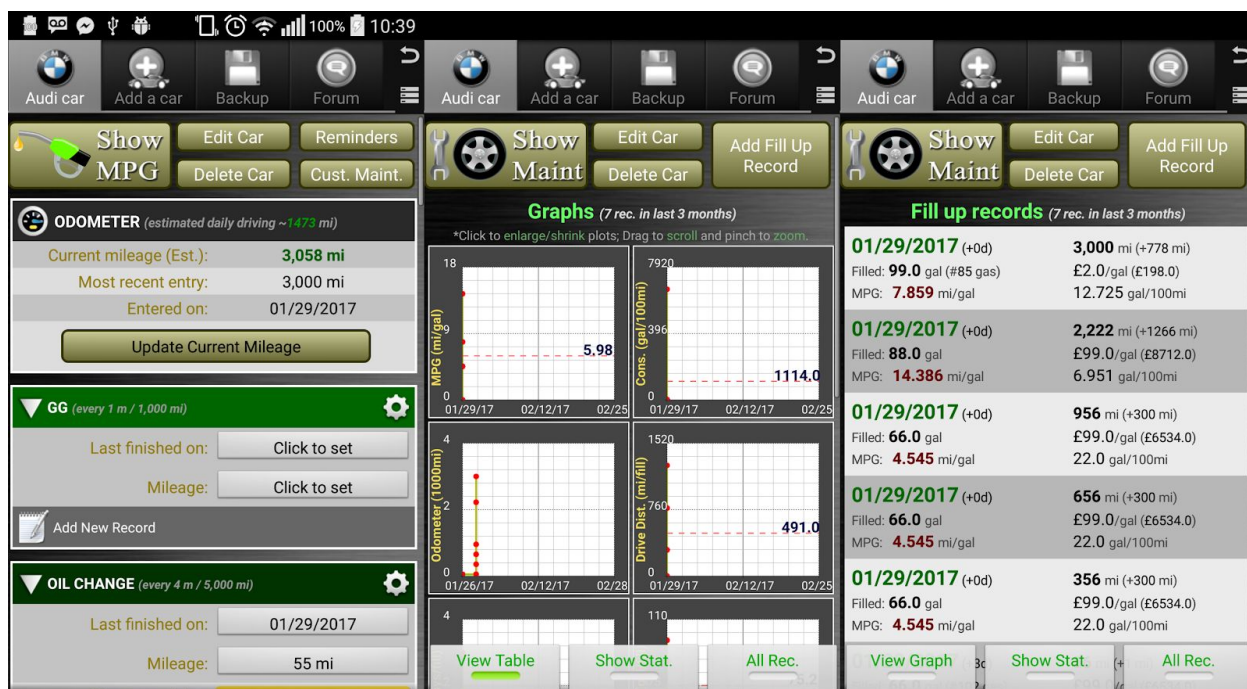 100% 10:39
Audi car Add a car Backup Forum
Show MPG
Edit Car Reminders
Delete Car Cust. Maint.
ODOMETER (estimated daily driving ~1473 mi)
Current mileage (Est.): 3,058 mi
Most recent entry: 3,000 mi
Entered on: 01/29/2017
Update Current Mileage
GG (every 1 m / 1,000 mi)
Last finished on: Click to set
Mileage: Click to set
Add New Record
OIL CHANGE (every 4 m / 5,000 mi)
Last finished on: 01/29/2017
Mileage: 55 mi
Audi car Add a car Backup Forum
Show Maint
Edit Car
Delete Car
Add Fill Up Record
Graphs (7 rec. in last 3 months)
*Click to enlarge/shrink plots; Drag to scroll and pinch to zoom.
MPG (mi/gal)
18
9
0
5.98
01/29/17 02/12/17 02/25
Cons. (gal/100mi)
7920
396
0
1114.0
01/29/17 02/12/17 02/25
Odometer (1000mi)
4
2
0
01/26/17 02/12/17 02/28
Drive Dist. (mi/fill)
1520
760
0
491.0
01/29/17 02/12/17 02/25
4
110
View Table Show Stat. All Rec.
Audi car Add a car Backup Forum
Show Maint
Edit Car
Delete Car
Add Fill Up Record
Fill up records (7 rec. in last 3 months)
01/29/2017 (+0d) 3,000 mi (+778 mi)
Filled: 99.0 gal (#85 gas) £2.0/gal (£198.0)
MPG: 7.859 mi/gal 12.725 gal/100mi
01/29/2017 (+0d) 2,222 mi (+1266 mi)
Filled: 88.0 gal £99.0/gal (£8712.0)
MPG: 14.386 mi/gal 6.951 gal/100mi
01/29/2017 (+0d) 956 mi (+300 mi)
Filled: 66.0 gal £99.0/gal (£6534.0)
MPG: 4.545 mi/gal 22.0 gal/100mi
01/29/2017 (+0d) 656 mi (+300 mi)
Filled: 66.0 gal £99.0/gal (£6534.0)
MPG: 4.545 mi/gal 22.0 gal/100mi
01/29/2017 (+0d) 356 mi (+300 mi)
Filled: 66.0 gal £99.0/gal (£6534.0)
MPG: 4.545 mi/gal 22.0 gal/100mi
View Graph Show Stat. All Rec.